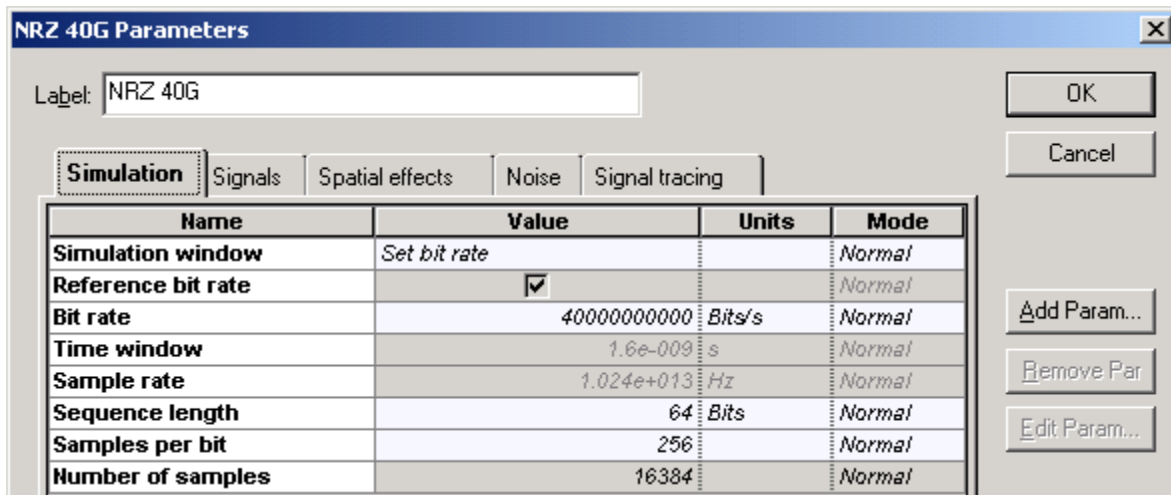 NRZ 40G Parameters
Label: NRZ 40G
OK
Cancel
Simulation Signals Spatial effects Noise Signal tracing
Name Value Units Mode
Simulation window Set bit rate Normal
Reference bit rate Normal
Bit rate 40000000000 Bits/s Normal
Time window 1.6e-009 s Normal
Sample rate 1.024e+013 Hz Normal
Sequence length 64 Bits Normal
Samples per bit 256 Normal
Number of samples 16384 Normal
Add Param...
Remove Par
Edit Param...